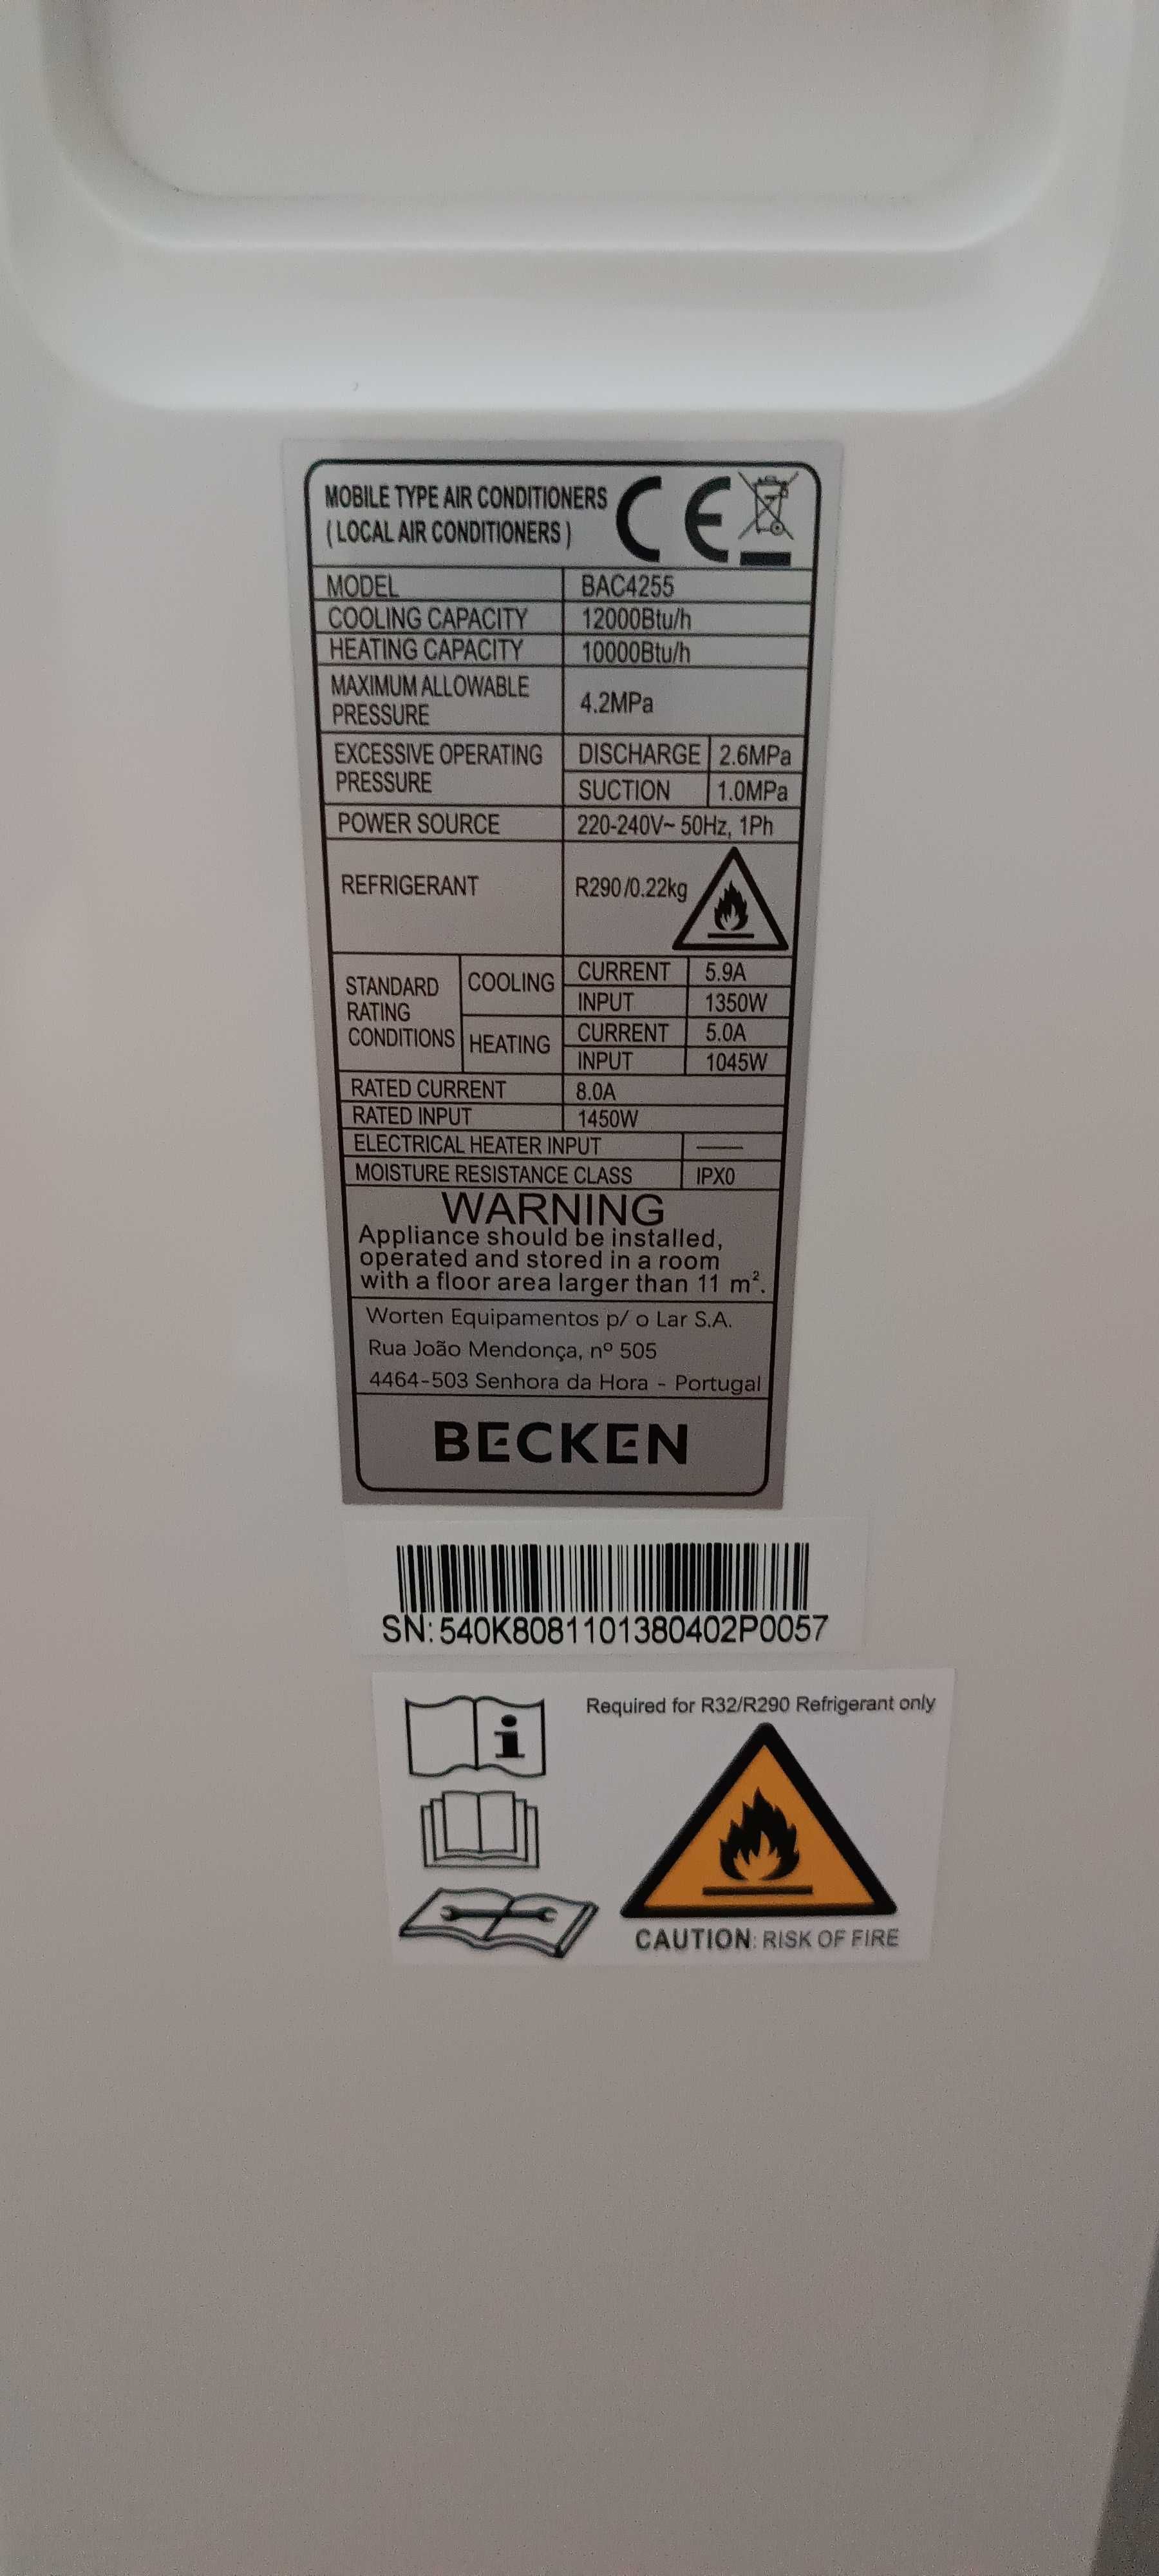 MOBILE TYPE AIR CONDITIONERS
(LOCAL AIR CONDITIONERS)
CE
MODEL BAC4255
COOLING CAPACITY 12000Btu/h
HEATING CAPACITY 10000Btu/h
MAXIMUM ALLOWABLE
PRESSURE
4.2MPa
EXCESSIVE OPERATING
PRESSURE
DISCHARGE 2.6MPa
SUCTION 1.0MPa
POWER SOURCE 220-240V~ 50Hz, 1Ph
REFRIGERANT R290/0.22kg
STANDARD
RATING
CONDITIONS
COOLING
CURRENT 5.9A
INPUT 1350W
HEATING
CURRENT 5.0A
INPUT 1045W
RATED CURRENT 8.0A
RATED INPUT 1450W
ELECTRICAL HEATER INPUT ——
MOISTURE RESISTANCE CLASS IPX0
WARNING
Appliance should be installed,
operated and stored in a room
with a floor area larger than 11 m².
Worten Equipamentos p/ o Lar S.A.
Rua João Mendonça, nº 505
4464-503 Senhora da Hora - Portugal
BECKEN
SN:540K8081101380402P0057
Required for R32/R290 Refrigerant only
CAUTION: RISK OF FIRE